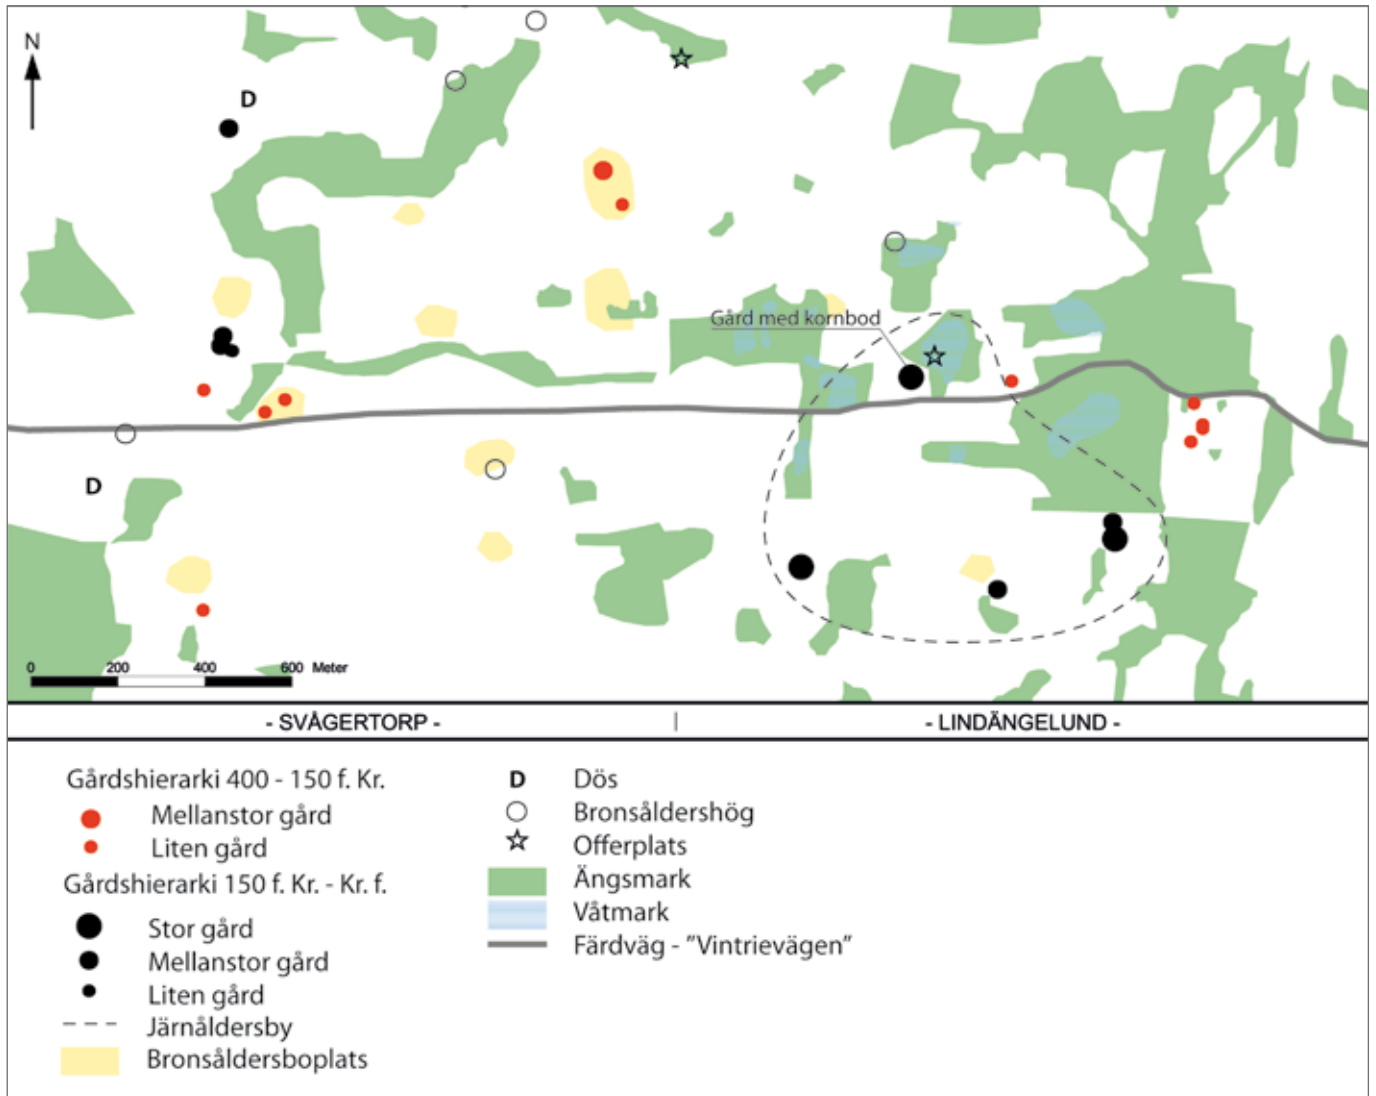 N
D
Gård med kornbod
D
0 200 400 600 Meter
- SVÅGERTORP - | - LINDÄNGELUND -
Gårdshierarki 400 - 150 f. Kr.
Mellanstor gård
Liten gård
Gårdshierarki 150 f. Kr. - Kr. f.
Stor gård
Mellanstor gård
Liten gård
Järnåldersby
Bronsåldersboplats
D Dös
Bronsåldershög
Offerplats
Ängsmark
Våtmark
Färdväg - ”Vintrievägen”